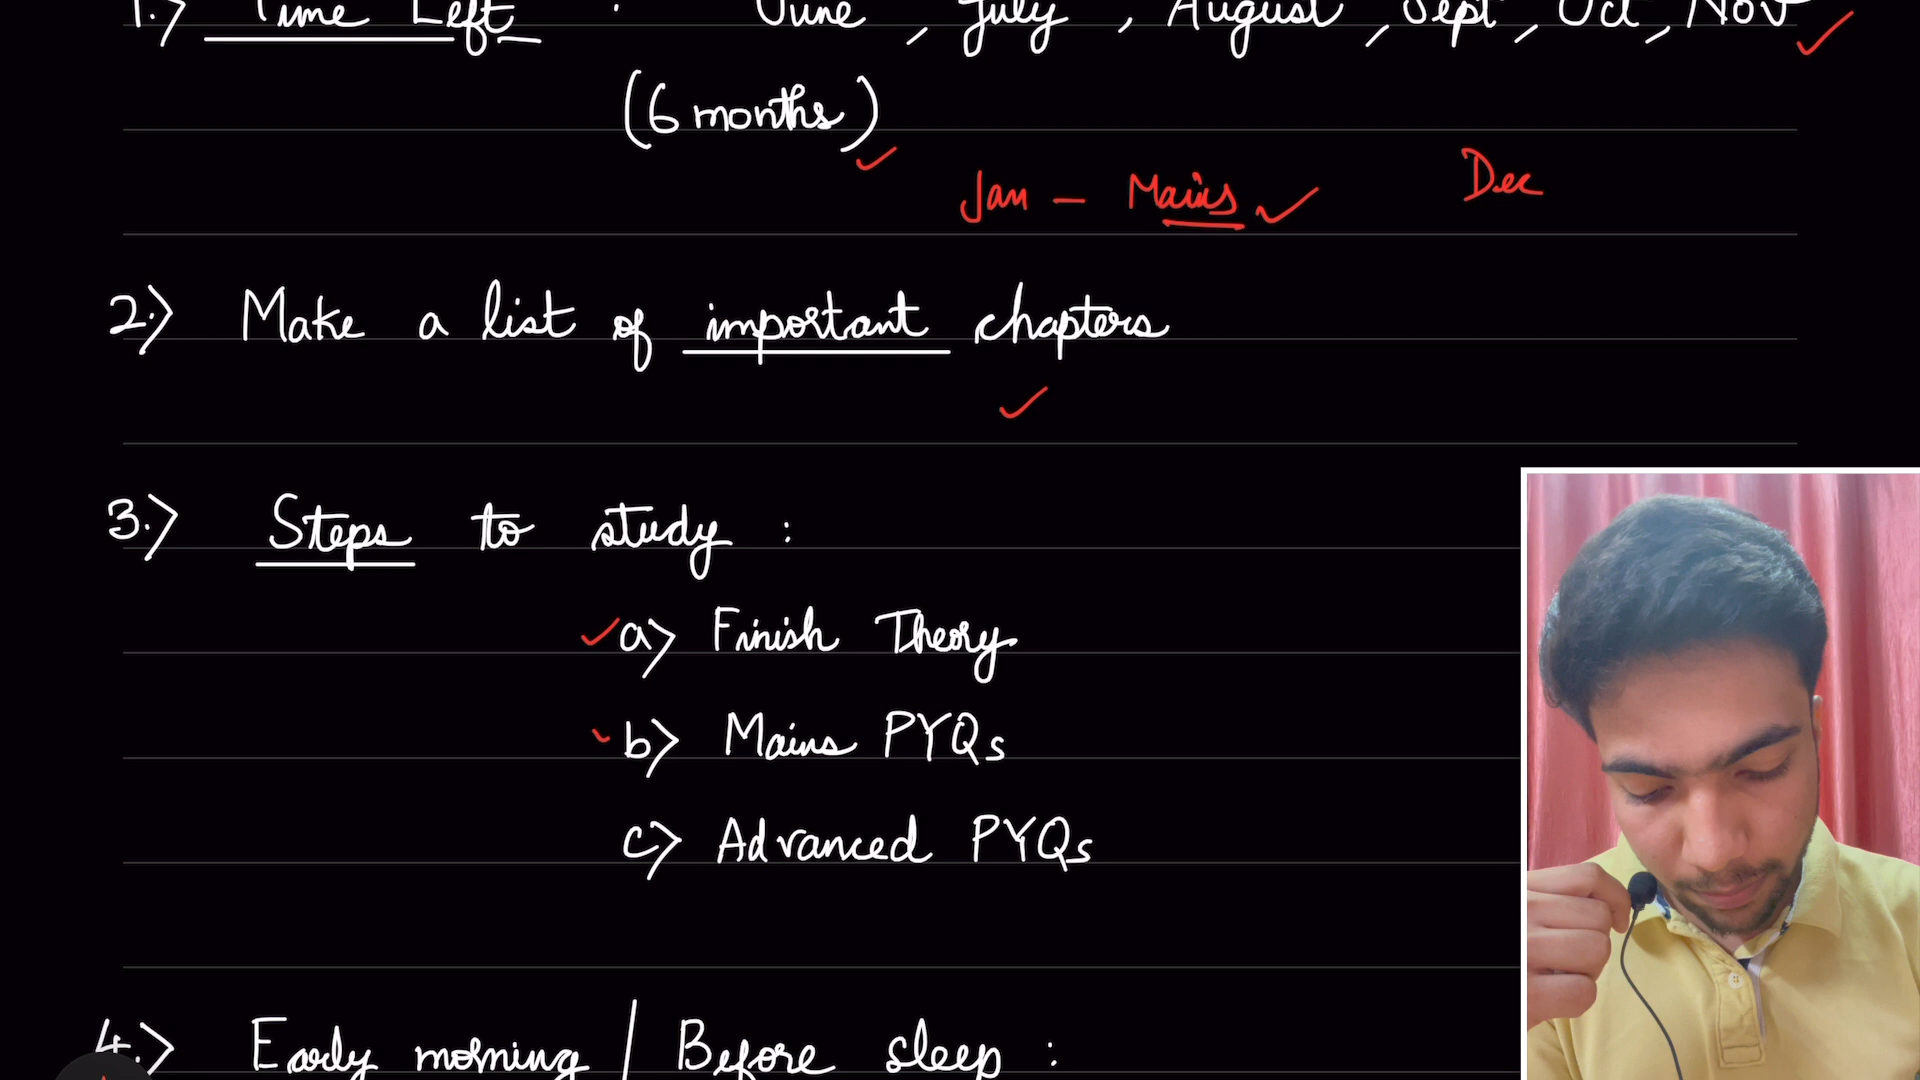 1.) Time Left : June, July, August, Sept, Oct, Nov
(6 months)
Jan - Mains Dec
2.) Make a list of important chapters
3.) Steps to study :
a) Finish Theory
b) Mains PYQs
c) Advanced PYQs
4.) Early morning / Before sleep :